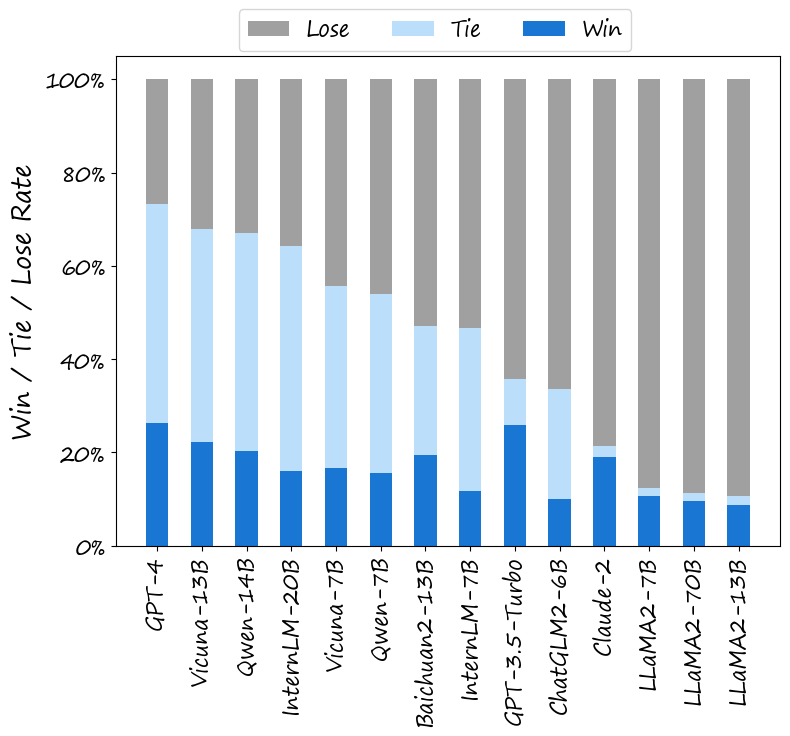 Lose Tie Win
Win / Tie / Lose Rate
100%
80%
60%
40%
20%
0%
GPT-4
Vicuna-13B
Qwen-14B
InternLM-20B
Vicuna-7B
Qwen-7B
Baichuan2-13B
InternLM-7B
GPT-3.5-Turbo
ChatGLM2-6B
Claude-2
LLaMA2-7B
LLaMA2-70B
LLaMA2-13B